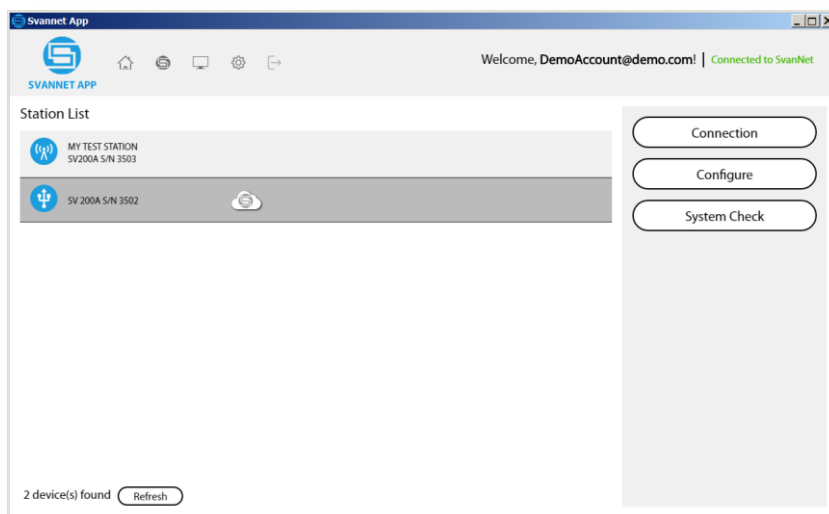 Svannet App
SVANNET APP
Welcome, DemoAccount@demo.com! | Connected to SvanNet
Station List
MY TEST STATION
SV200A S/N 3503
SV 200A S/N 3502
Connection
Configure
System Check
2 device(s) found Refresh